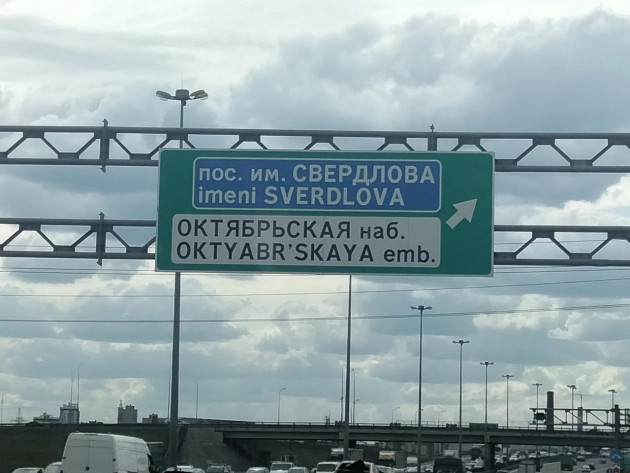 пос. им. СВЕРДЛОВА
imeni SVERDLOVA
ОКТЯБРЬСКАЯ наб.
OKTYABR'SKAYA emb.